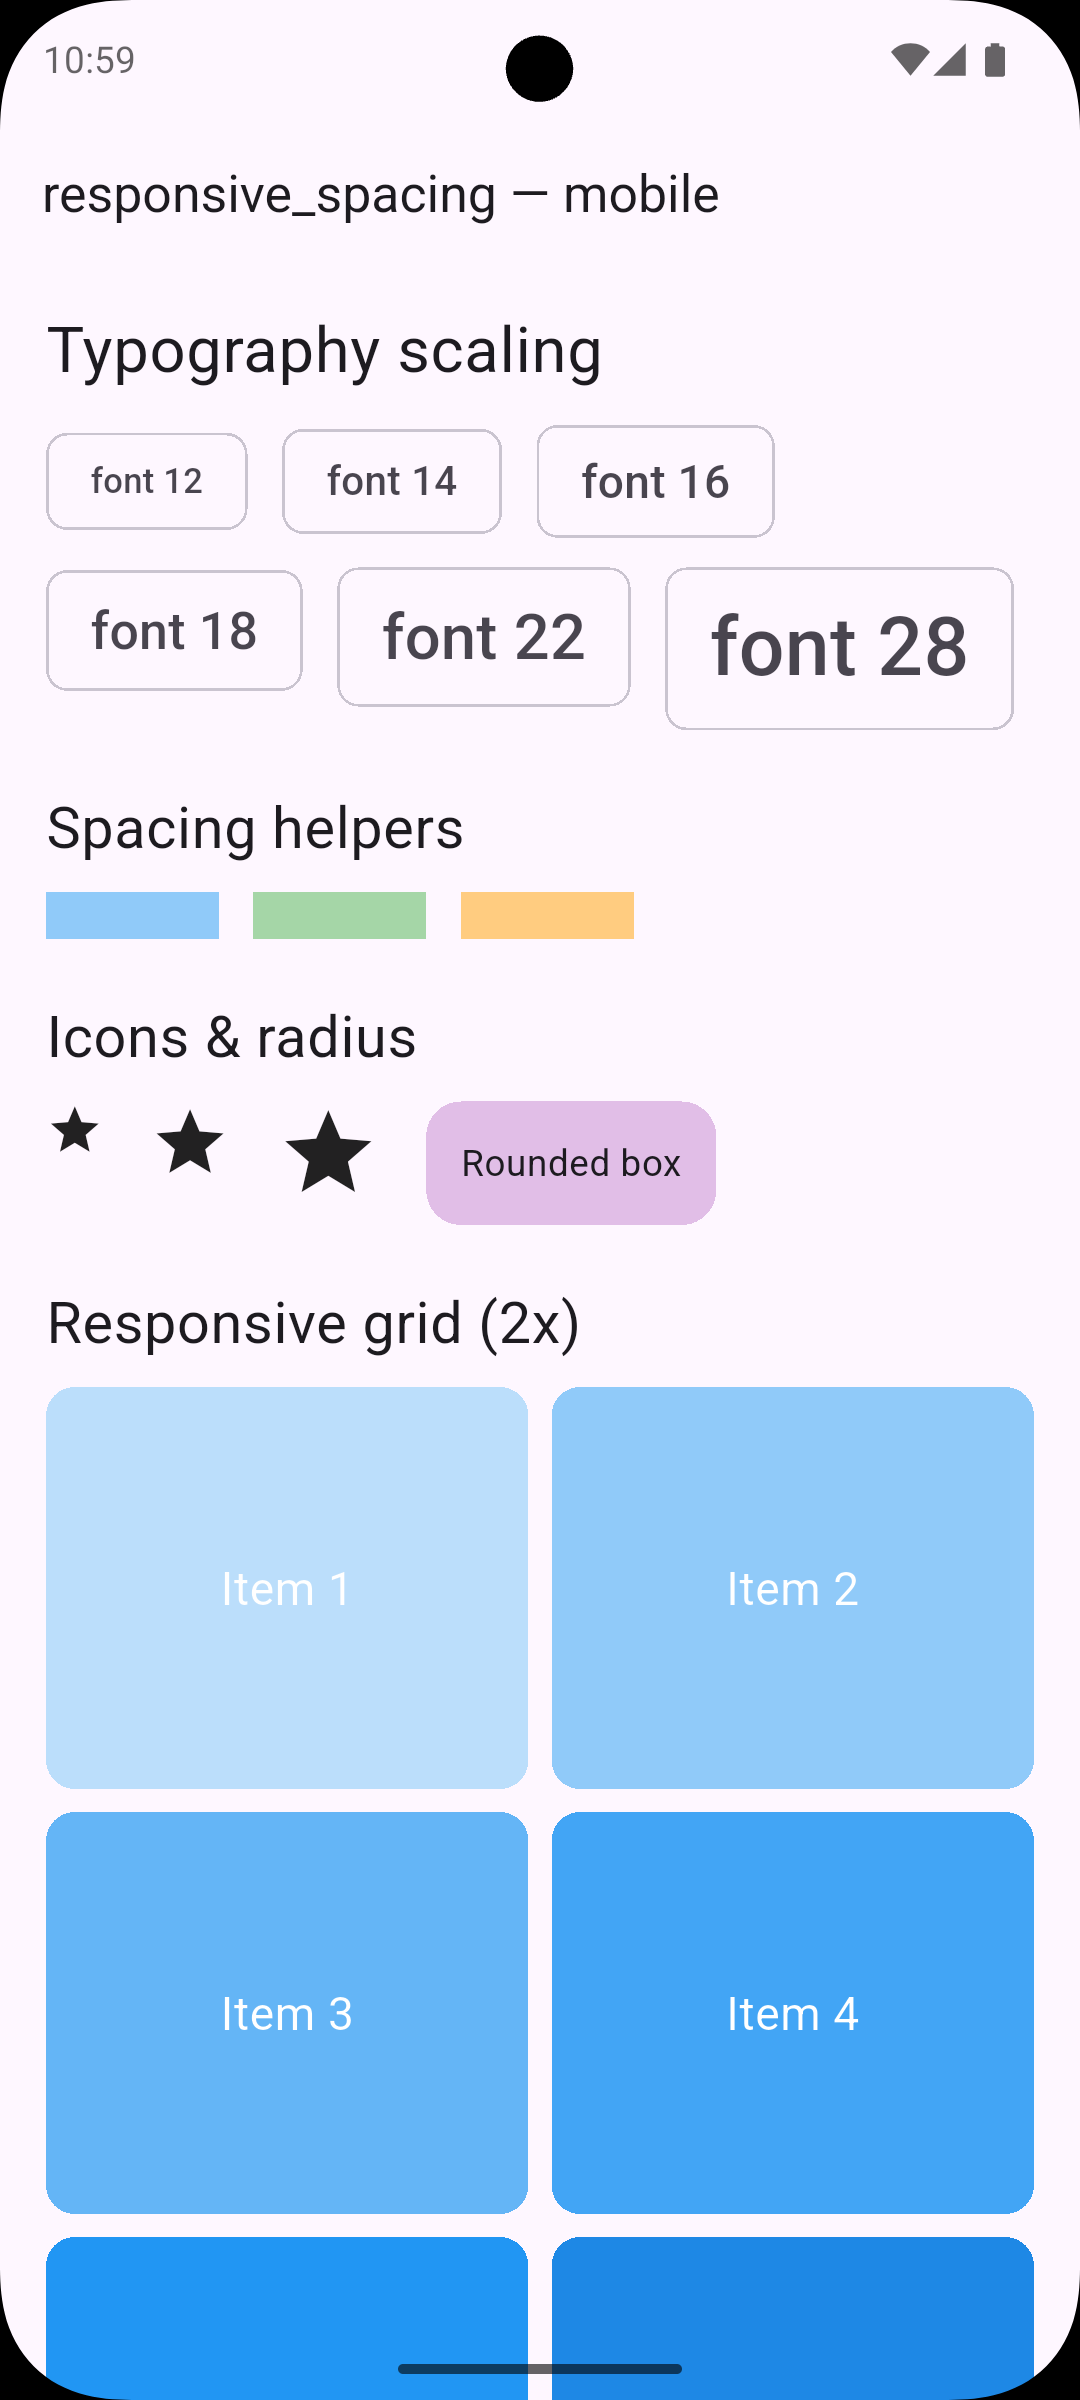 10:59
responsive_spacing — mobile
Typography scaling
font 12 font 14 font 16
font 18 font 22 font 28
Spacing helpers
Icons & radius
Rounded box
Responsive grid (2x)
Item 1 Item 2
Item 3 Item 4